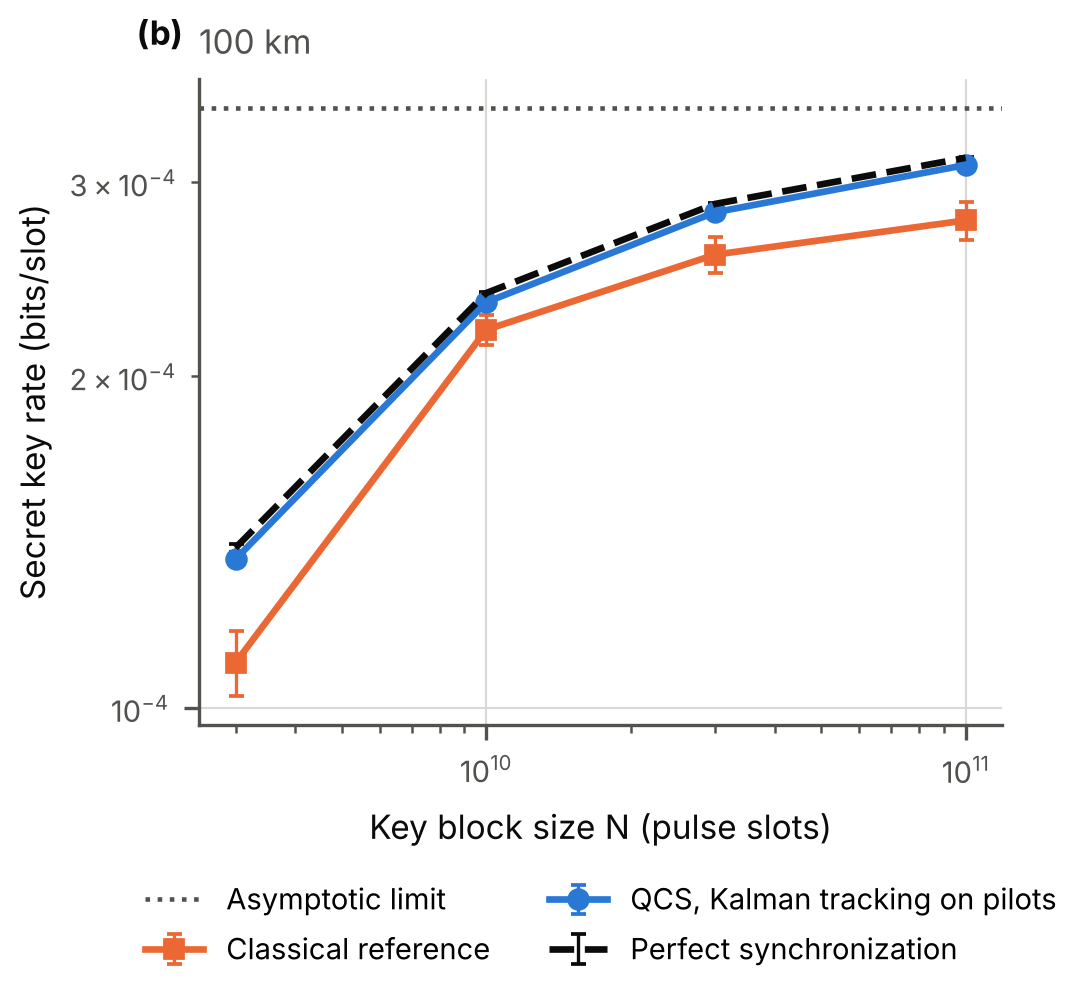 (b) 100 km
3 × 10⁻⁴
2 × 10⁻⁴
10⁻⁴
Secret key rate (bits/slot)
10¹⁰ 10¹¹
Key block size N (pulse slots)
Asymptotic limit
Classical reference
QCS, Kalman tracking on pilots
Perfect synchronization